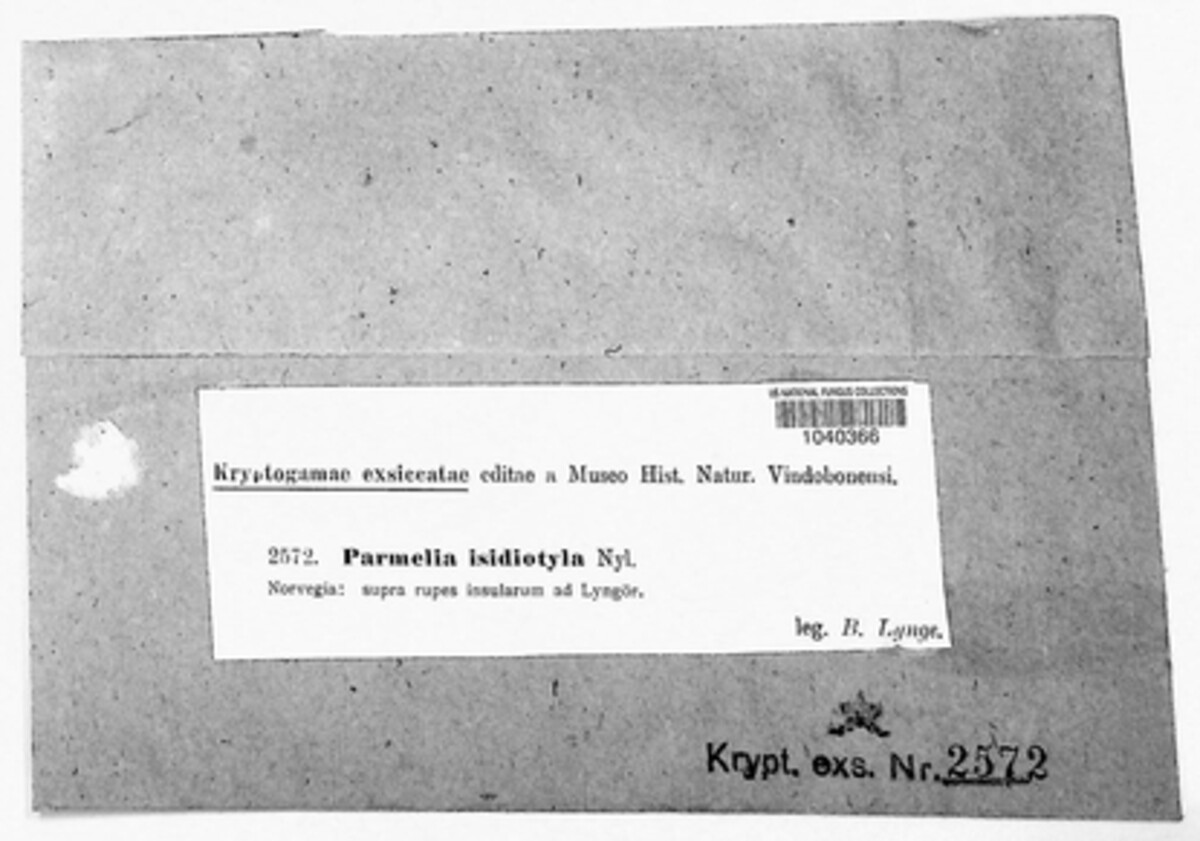 US NATIONAL FUNGUS COLLECTIONS
1040366
Kryptogamae exsiccatae editae a Museo Hist. Natur. Vindobonensi.
2572. Parmelia isidiotyla Nyl.
Norvegia: supra rupes insularum ad Lyngör.
leg. B. Lynge.
Krypt. exs. Nr. 2572